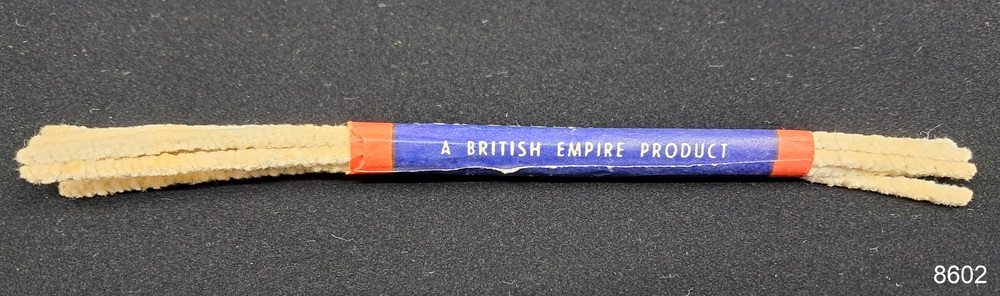 A BRITISH EMPIRE PRODUCT
8602